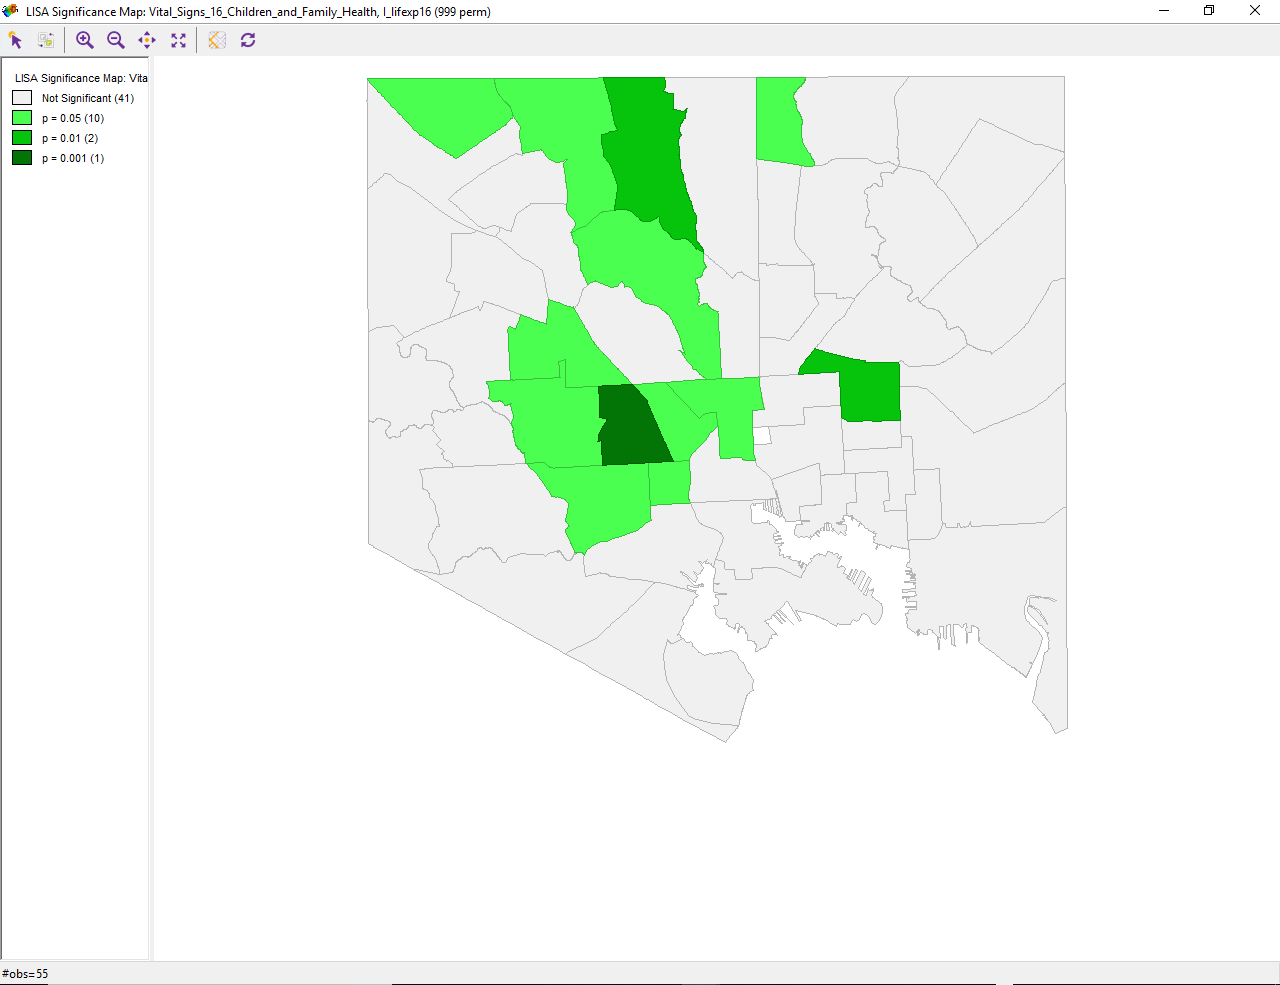 LISA Significance Map: Vital_Signs_16_Children_and_Family_Health, I_lifexp16 (999 perm)
LISA Significance Map: Vita
Not Significant (41)
p = 0.05 (10)
p = 0.01 (2)
p = 0.001 (1)
#obs=55